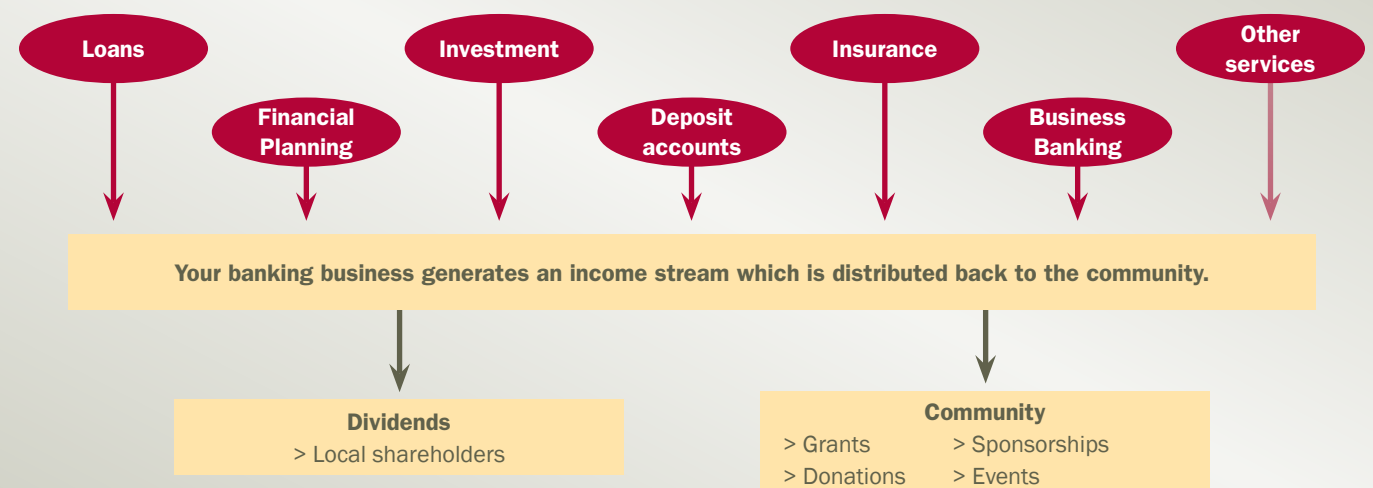 Loans
Investment
Insurance
Other
services
Financial
Planning
Deposit
accounts
Business
Banking
Your banking business generates an income stream which is distributed back to the community.
Dividends
> Local shareholders
Community
> Grants
> Sponsorships
> Donations
> Events